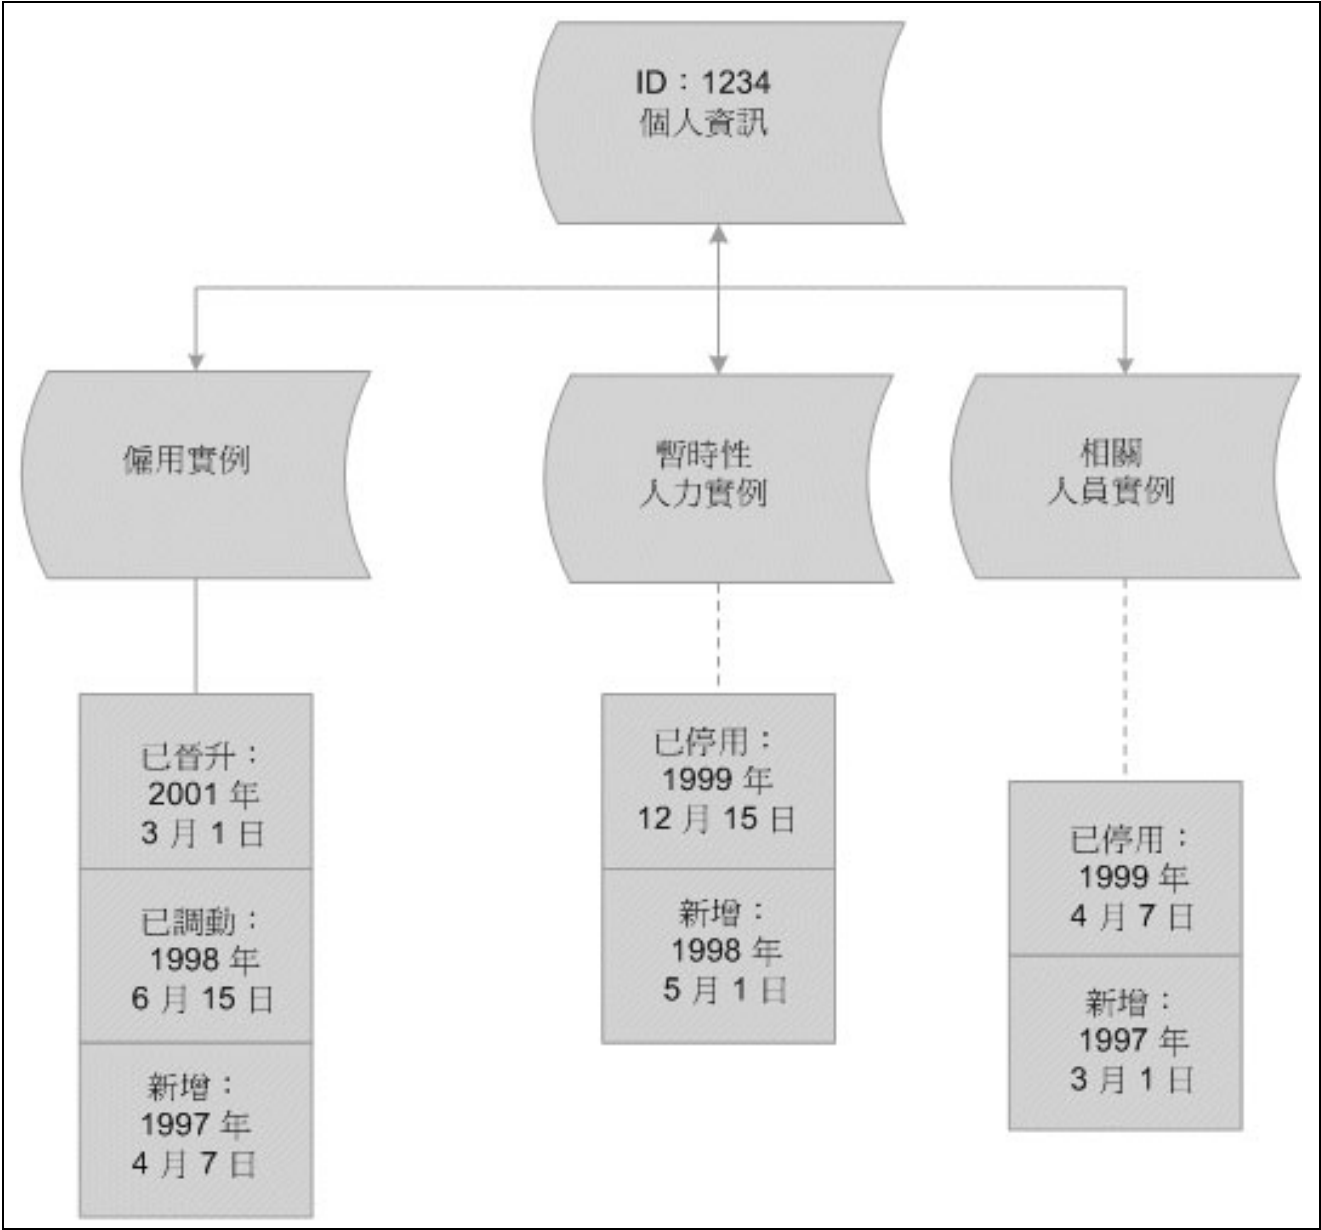 ID：1234
個人資訊
僱用實例
暫時性
人力實例
相關
人員實例
已晉升：
2001 年
3 月 1 日
已調動：
1998 年
6 月 15 日
新增：
1997 年
4 月 7 日
已停用：
1999 年
12 月 15 日
新增：
1998 年
5 月 1 日
已停用：
1999 年
4 月 7 日
新增：
1997 年
3 月 1 日